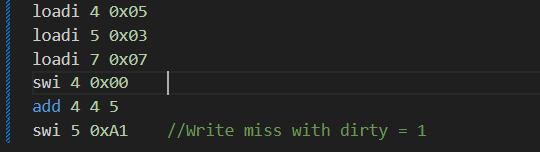 loadi 4 0x05
loadi 5 0x03
loadi 7 0x07
swi 4 0x00
add 4 4 5
swi 5 0xA1    //Write miss with dirty = 1